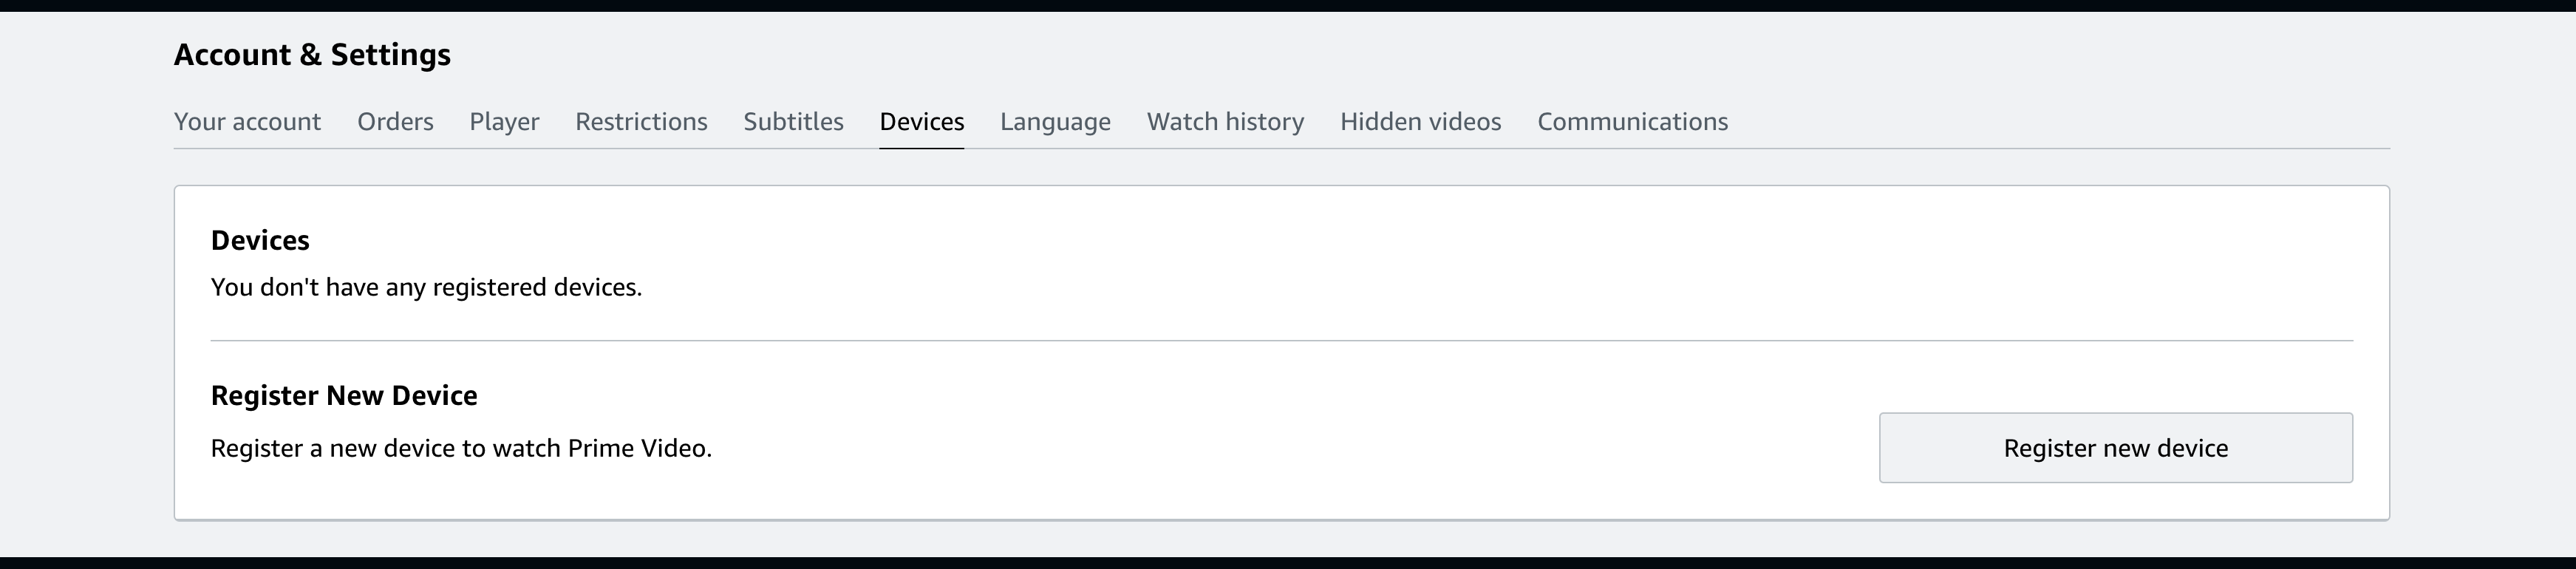 Account & Settings
Your account Orders Player Restrictions Subtitles Devices Language Watch history Hidden videos Communications
Devices
You don't have any registered devices.
Register New Device
Register a new device to watch Prime Video.
Register new device